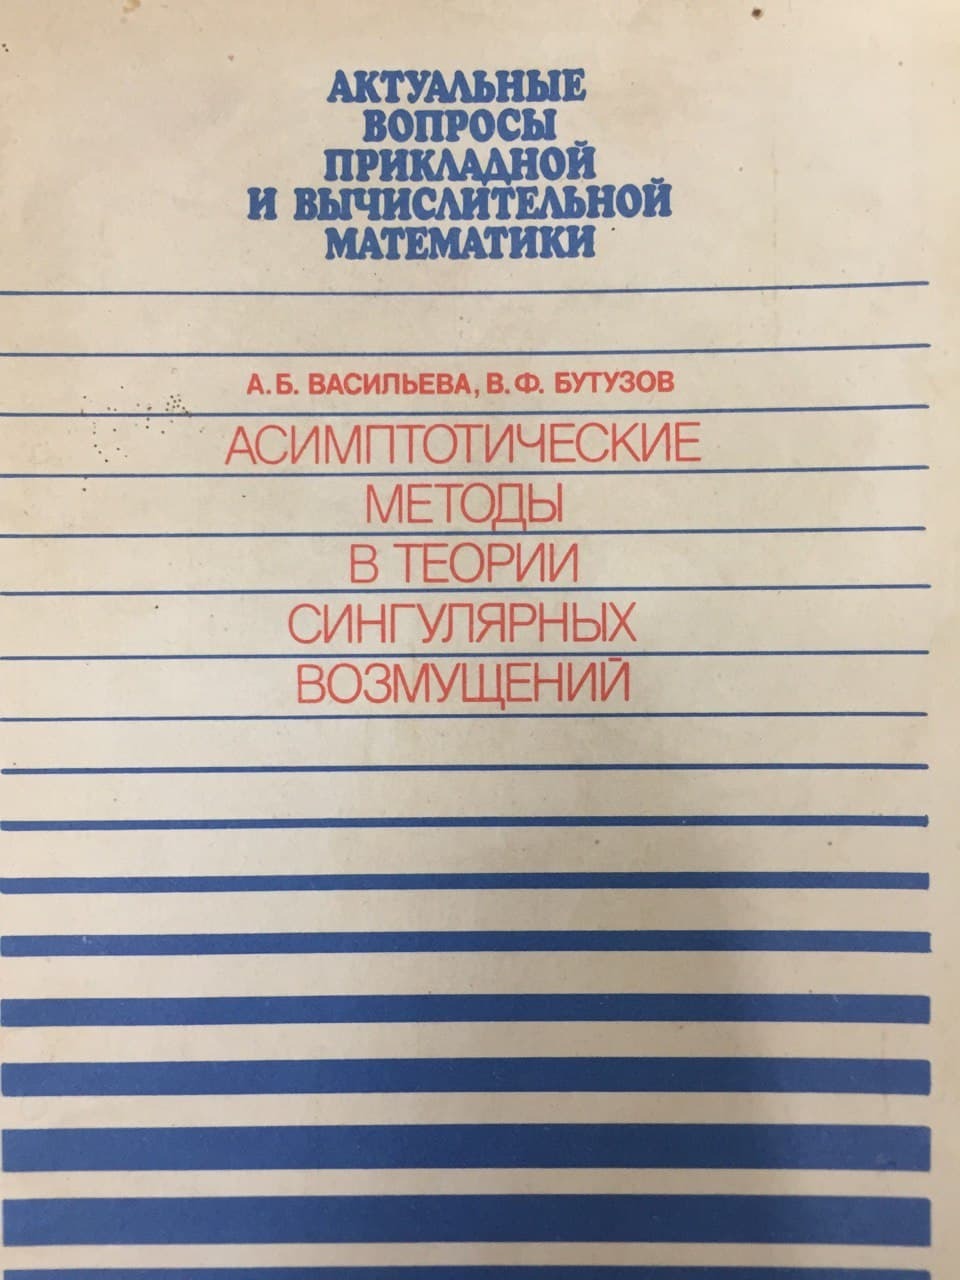 АКТУАЛЬНЫЕ
ВОПРОСЫ
ПРИКЛАДНОЙ
И ВЫЧИСЛИТЕЛЬНОЙ
МАТЕМАТИКИ
А.Б. ВАСИЛЬЕВА, В.Ф. БУТУЗОВ
АСИМПТОТИЧЕСКИЕ
МЕТОДЫ
В ТЕОРИИ
СИНГУЛЯРНЫХ
ВОЗМУЩЕНИЙ